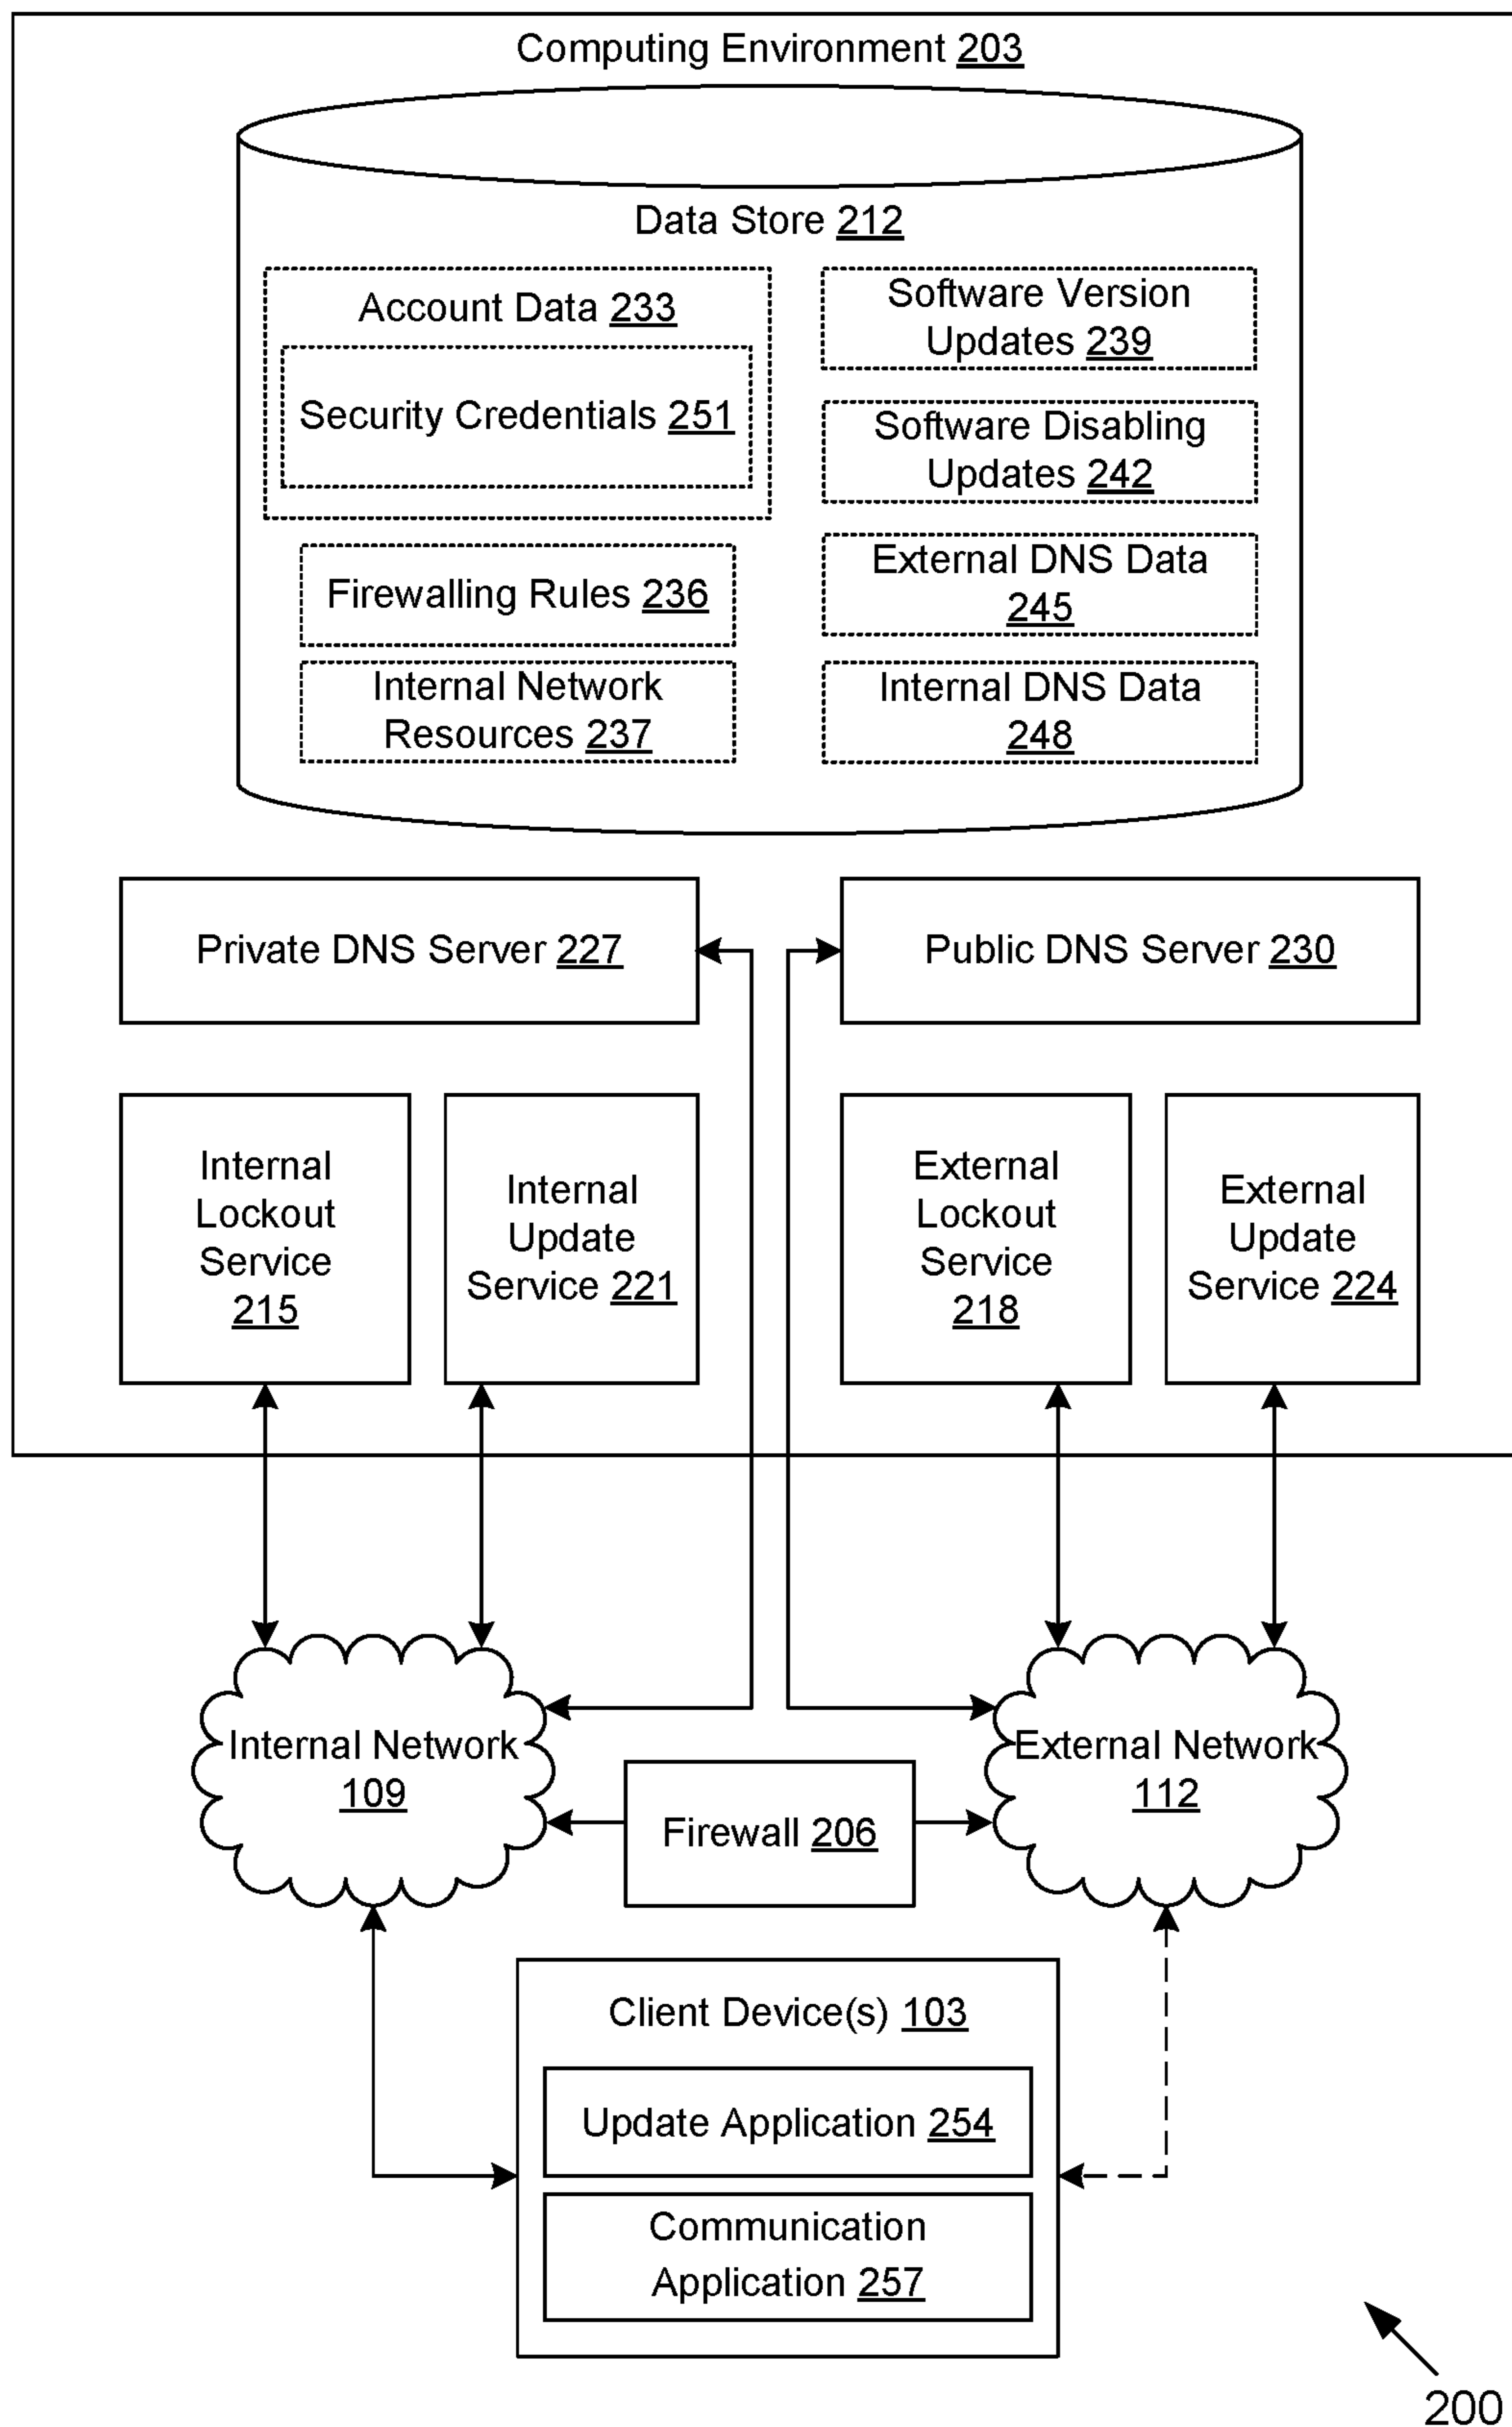 Computing Environment 203
Data Store 212
Account Data 233
Security Credentials 251
Firewalling Rules 236
Internal Network
Resources 237
Software Version
Updates 239
Software Disabling
Updates 242
External DNS Data
245
Internal DNS Data
248
Private DNS Server 227
Public DNS Server 230
Internal
Lockout
Service
215
Internal
Update
Service 221
External
Lockout
Service
218
External
Update
Service 224
Internal Network
109
Firewall 206
External Network
112
Client Device(s) 103
Update Application 254
Communication
Application 257
200